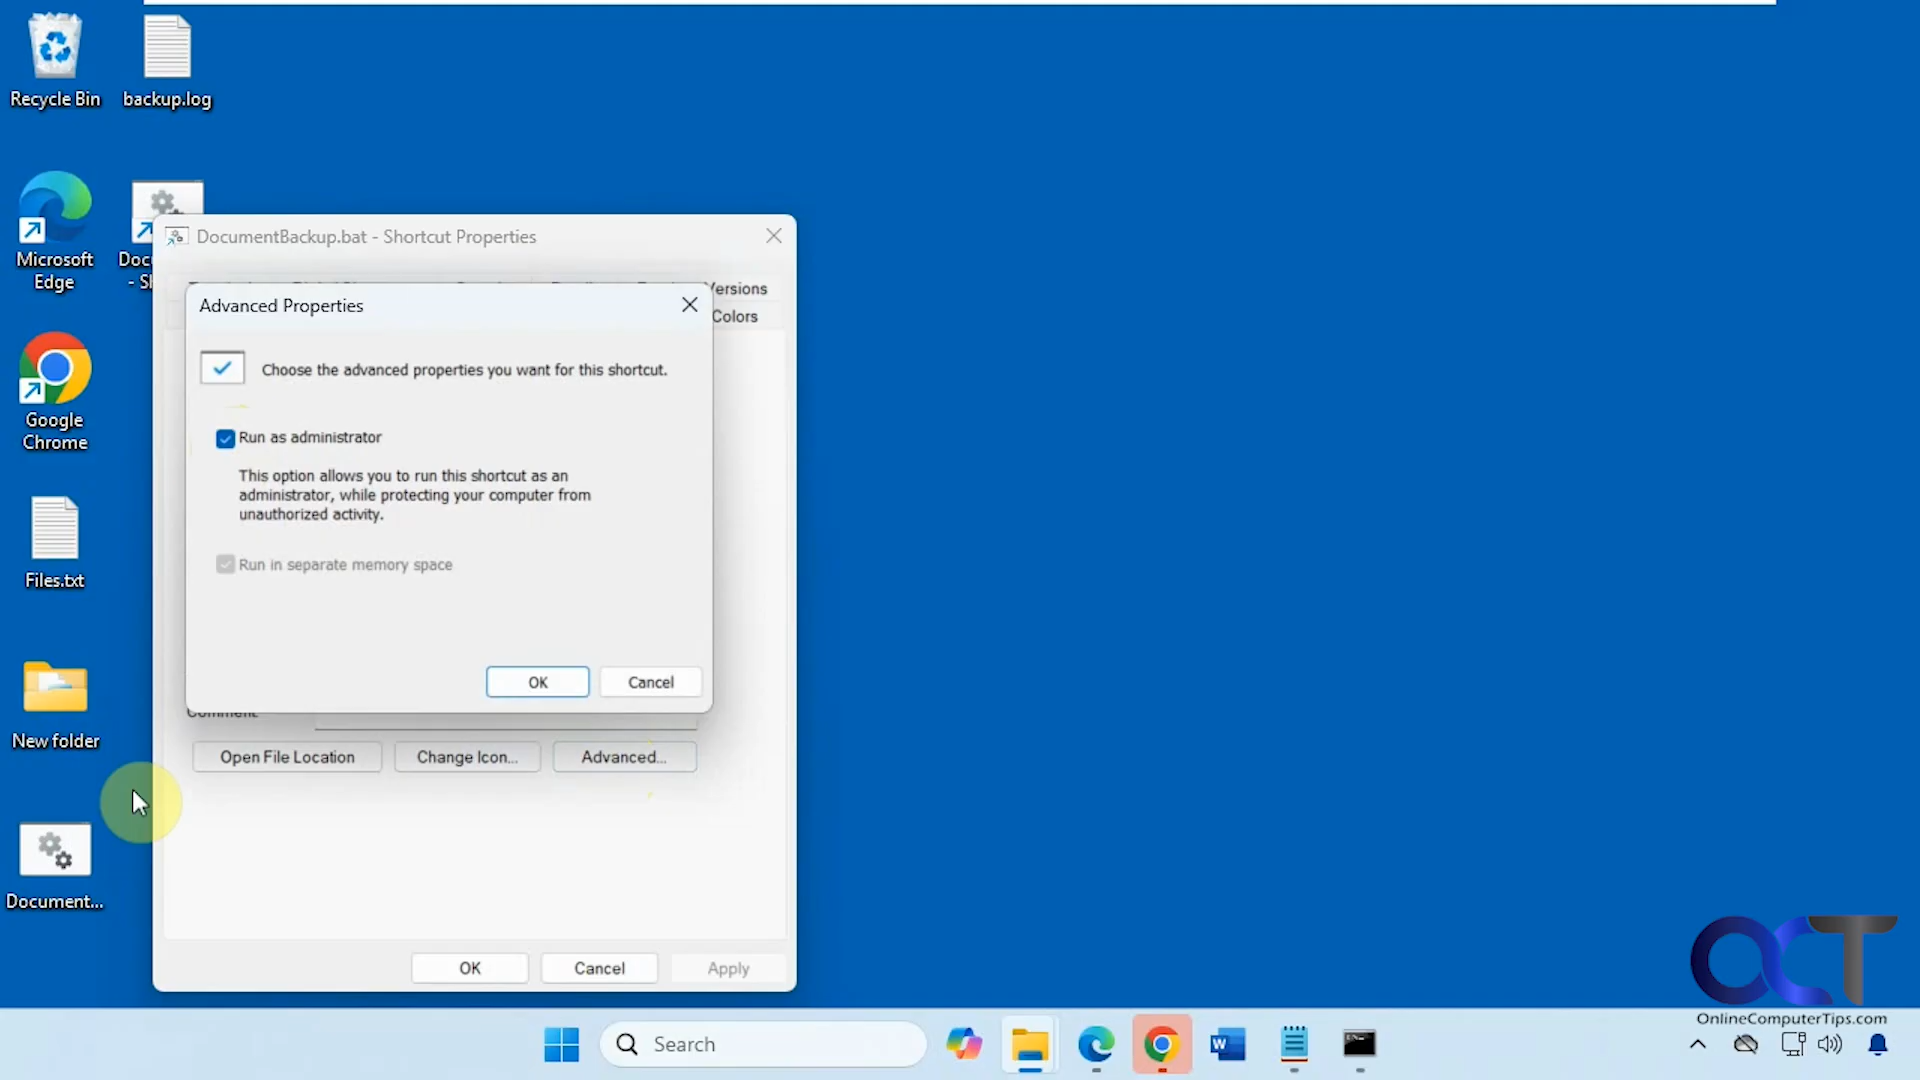 Recycle Bin
backup.log
Microsoft
Edge
Google
Chrome
Files.txt
New folder
Document...
DocumentBackup.bat - Shortcut Properties
Versions
Colors
Advanced Properties
Choose the advanced properties you want for this shortcut.
Run as administrator
This option allows you to run this shortcut as an
administrator, while protecting your computer from
unauthorized activity.
Run in separate memory space
OK
Cancel
Comment:
Open File Location
Change Icon...
Advanced...
OK
Cancel
Apply
OCT
OnlineComputerTips.com
Search